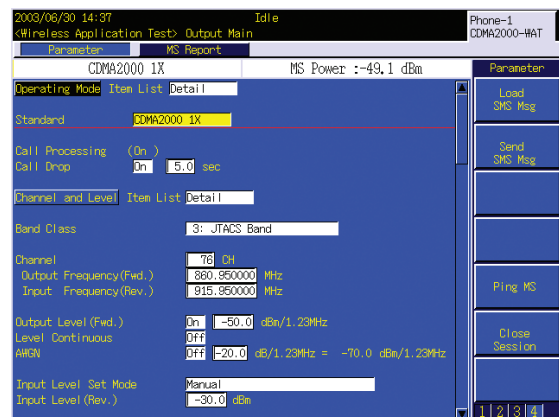 2003/06/30 14:37 Idle Phone-1
<Wireless Application Test> Output Main CDMA2000-WAT
Parameter MS Report
CDMA2000 1X MS Power :-49.1 dBm Parameter
Operating Mode Item List Detail
Load
SMS Msg
Standard CDMA2000 1X
Call Processing (On )
Call Drop On 5.0 sec
Send
SMS Msg
Channel and Level Item List Detail
Band Class 3: JTACS Band
Channel 76 CH
Output Frequency(Fwd.) 860.950000 MHz
Input Frequency(Rev.) 915.950000 MHz
Ping MS
Output Level(Fwd.) On -50.0 dBm/1.23MHz
Level Continuous Off
AWGN Off -20.0 dB/1.23MHz = -70.0 dBm/1.23MHz
Close
Session
Input Level Set Mode Manual
Input Level(Rev.) -30.0 dBm
1 2 3 4